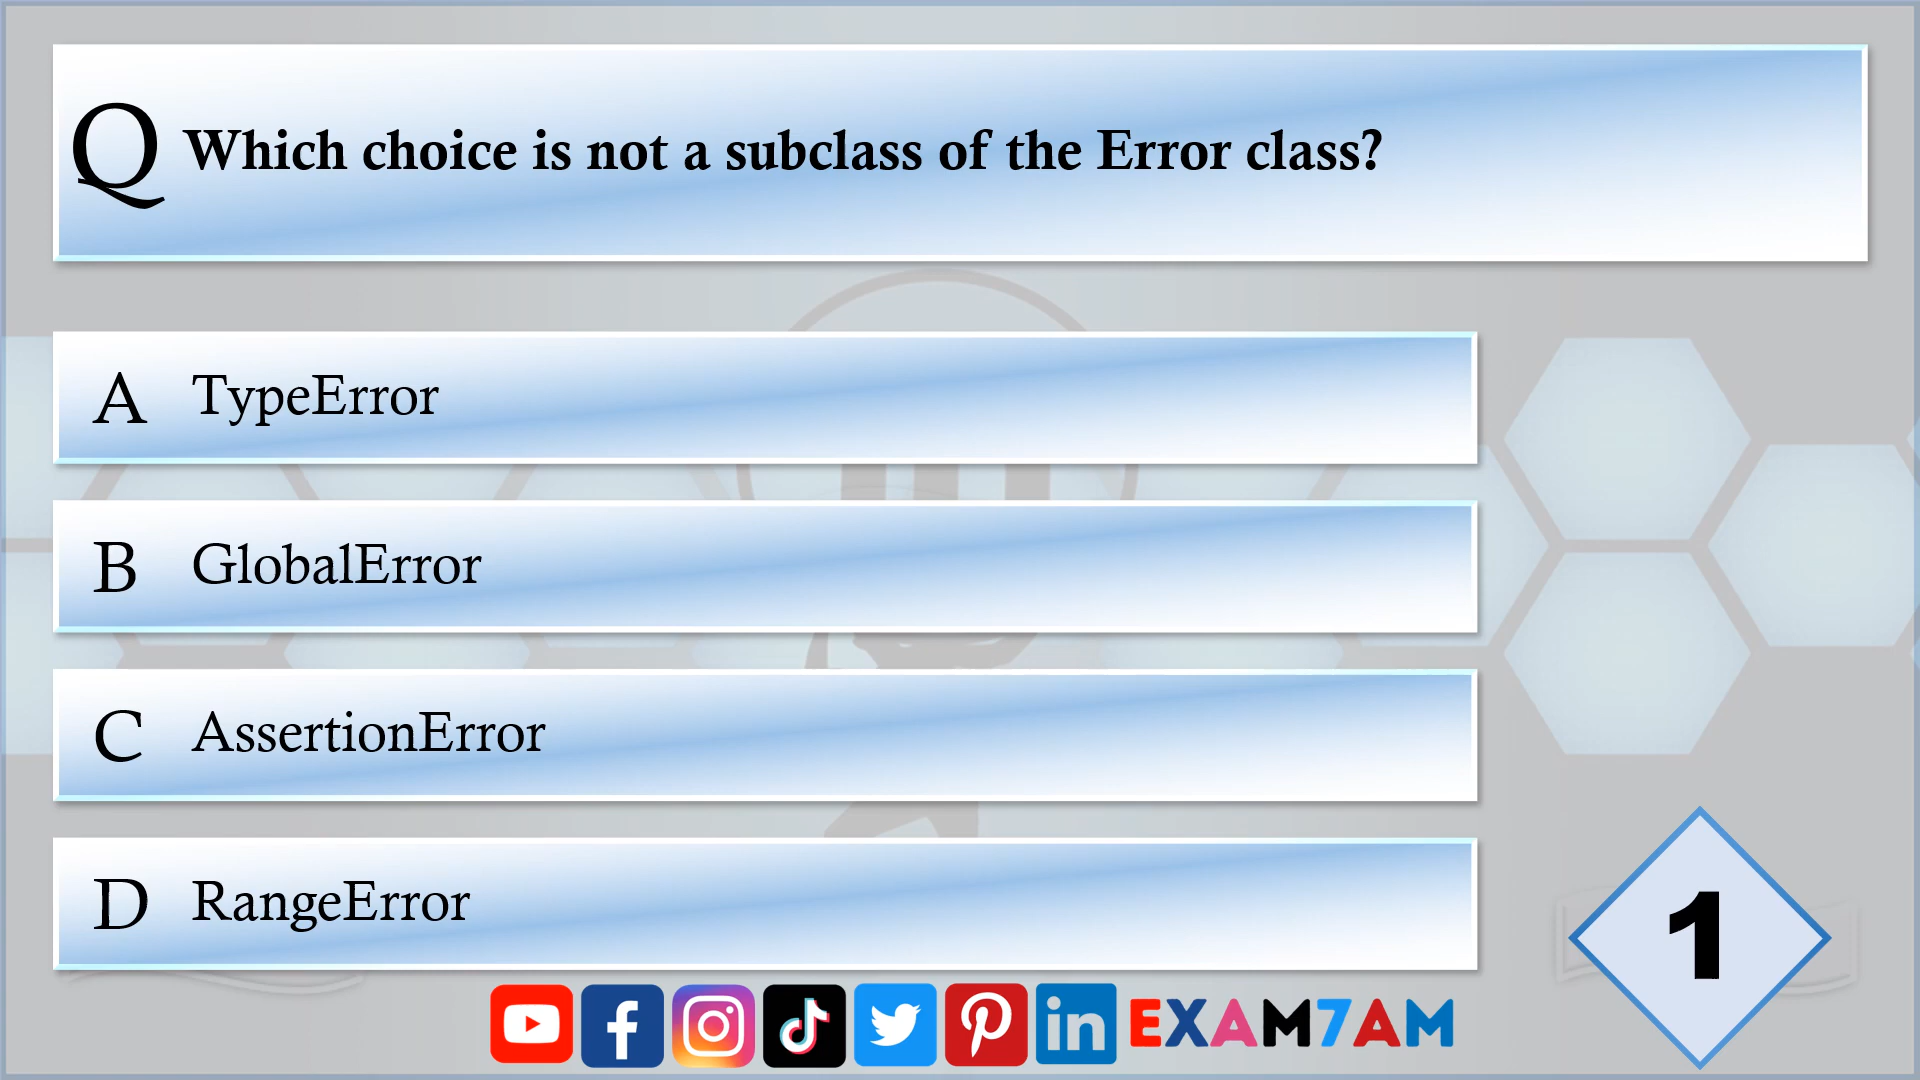 Q Which choice is not a subclass of the Error class?
A TypeError
B GlobalError
C AssertionError
D RangeError
1
EXAM7AM